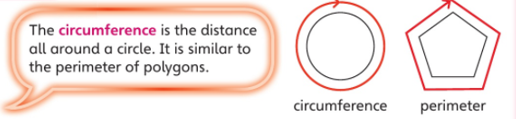 The circumference is the distance
all around a circle. It is similar to
the perimeter of polygons.
circumference
perimeter